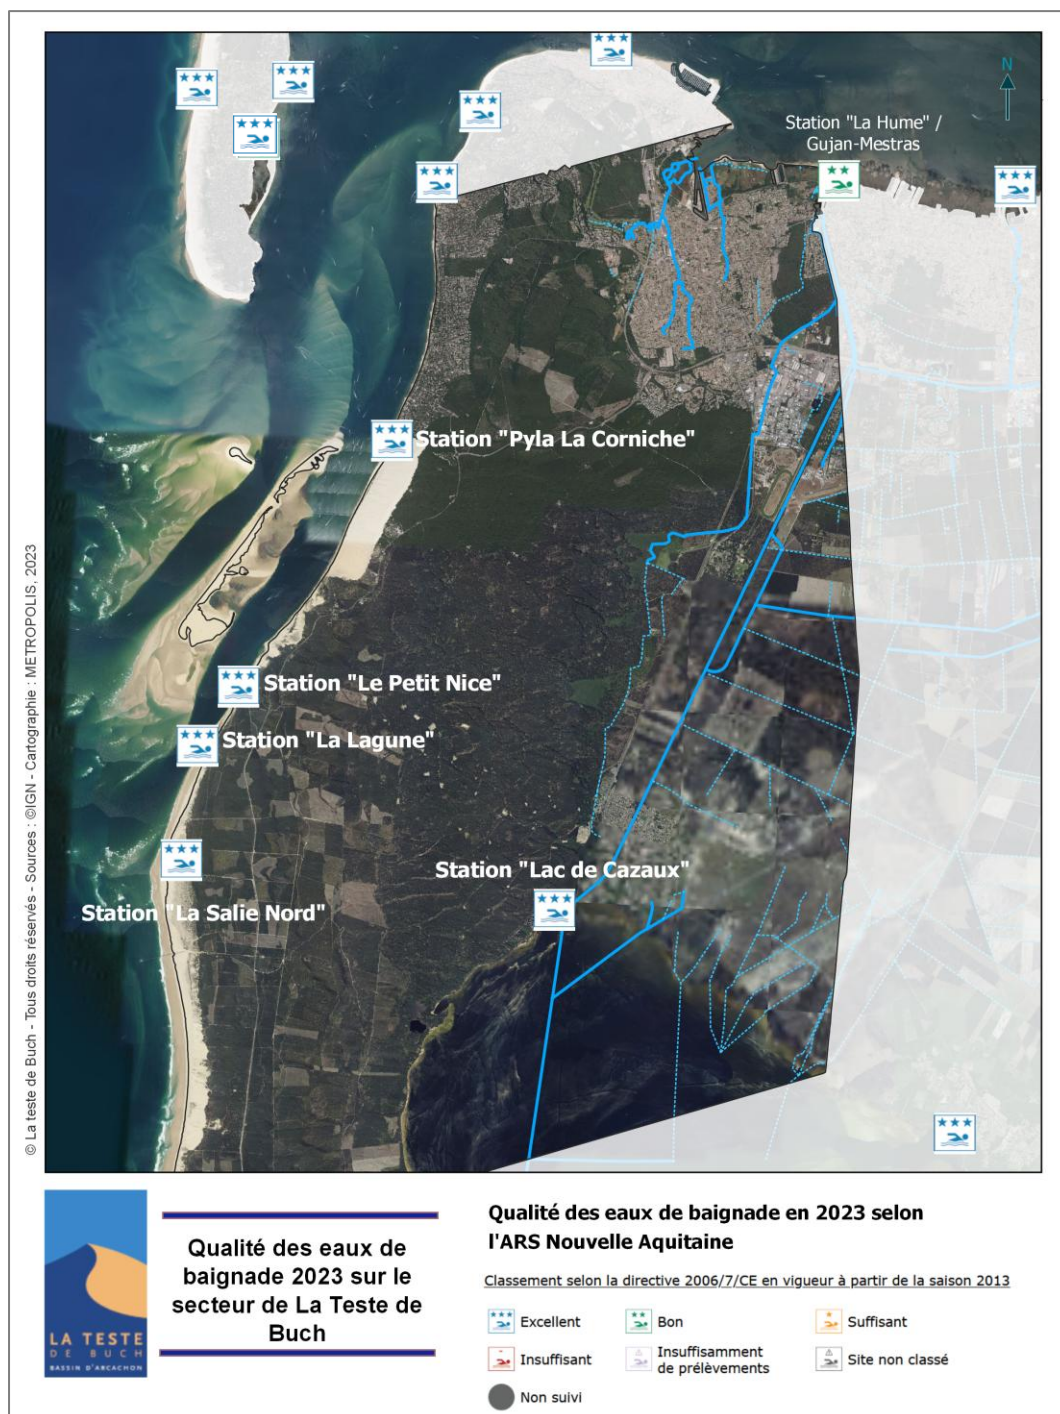 N
Station "La Hume" /
Gujan-Mestras
Station "Pyla La Corniche"
Station "Le Petit Nice"
Station "La Lagune"
Station "Lac de Cazaux"
Station "La Salie Nord"
© La teste de Buch - Tous droits réservés - Sources : ©IGN - Cartographie : METROPOLIS, 2023
LA TESTE
DE BUCH
BASSIN D'ARCACHON
Qualité des eaux de
baignade 2023 sur le
secteur de La Teste de
Buch
Qualité des eaux de baignade en 2023 selon
l'ARS Nouvelle Aquitaine
Classement selon la directive 2006/7/CE en vigueur à partir de la saison 2013
Excellent
Bon
Suffisant
Insuffisant
Insuffisamment
de prélèvements
Site non classé
Non suivi